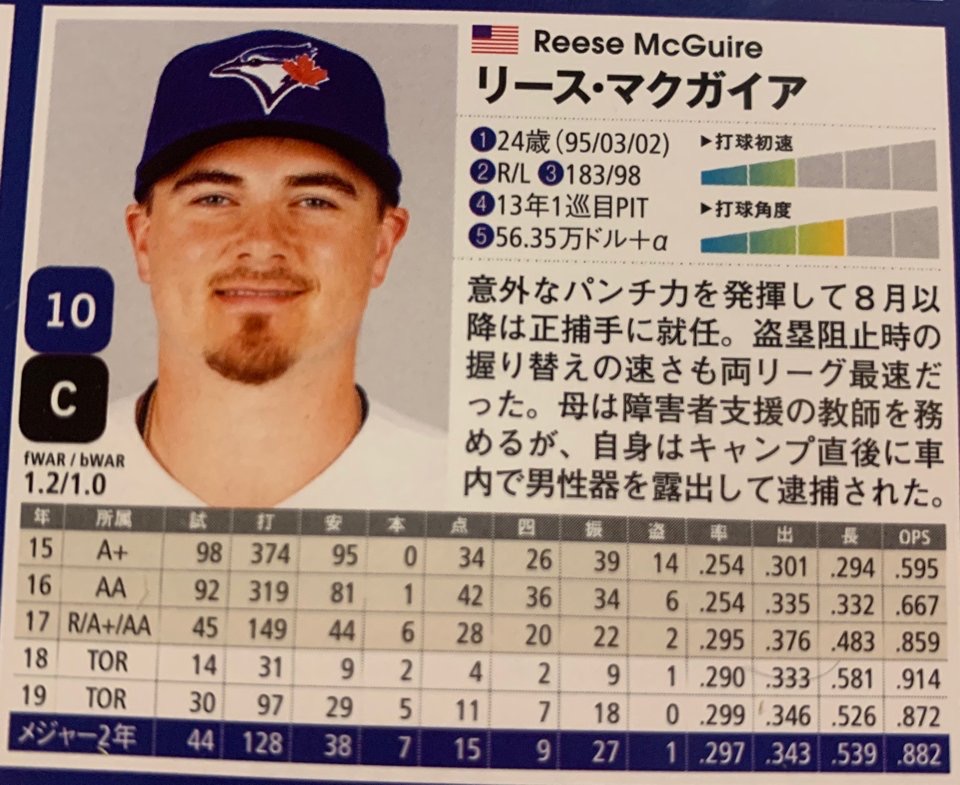 Reese McGuire
リース・マクガイア
❶24歳(95/03/02)
❷R/L ❸183/98
❹13年1巡目PIT
❺56.35万ドル+α
▶打球初速
▶打球角度
意外なパンチ力を発揮して8月以
降は正捕手に就任。盗塁阻止時の
握り替えの速さも両リーグ最速だ
った。母は障害者支援の教師を務
めるが、自身はキャンプ直後に車
内で男性器を露出して逮捕された。
10
C
fWAR / bWAR
1.2/1.0
年 所属 試 打 安 本 点 四 振 盗 率 出 長 OPS
15 A+ 98 374 95 0 34 26 39 14 .254 .301 .294 .595
16 AA 92 319 81 1 42 36 34 6 .254 .335 .332 .667
17 R/A+/AA 45 149 44 6 28 20 22 2 .295 .376 .483 .859
18 TOR 14 31 9 2 4 2 9 1 .290 .333 .581 .914
19 TOR 30 97 29 5 11 7 18 0 .299 .346 .526 .872
メジャー2年 44 128 38 7 15 9 27 1 .297 .343 .539 .882